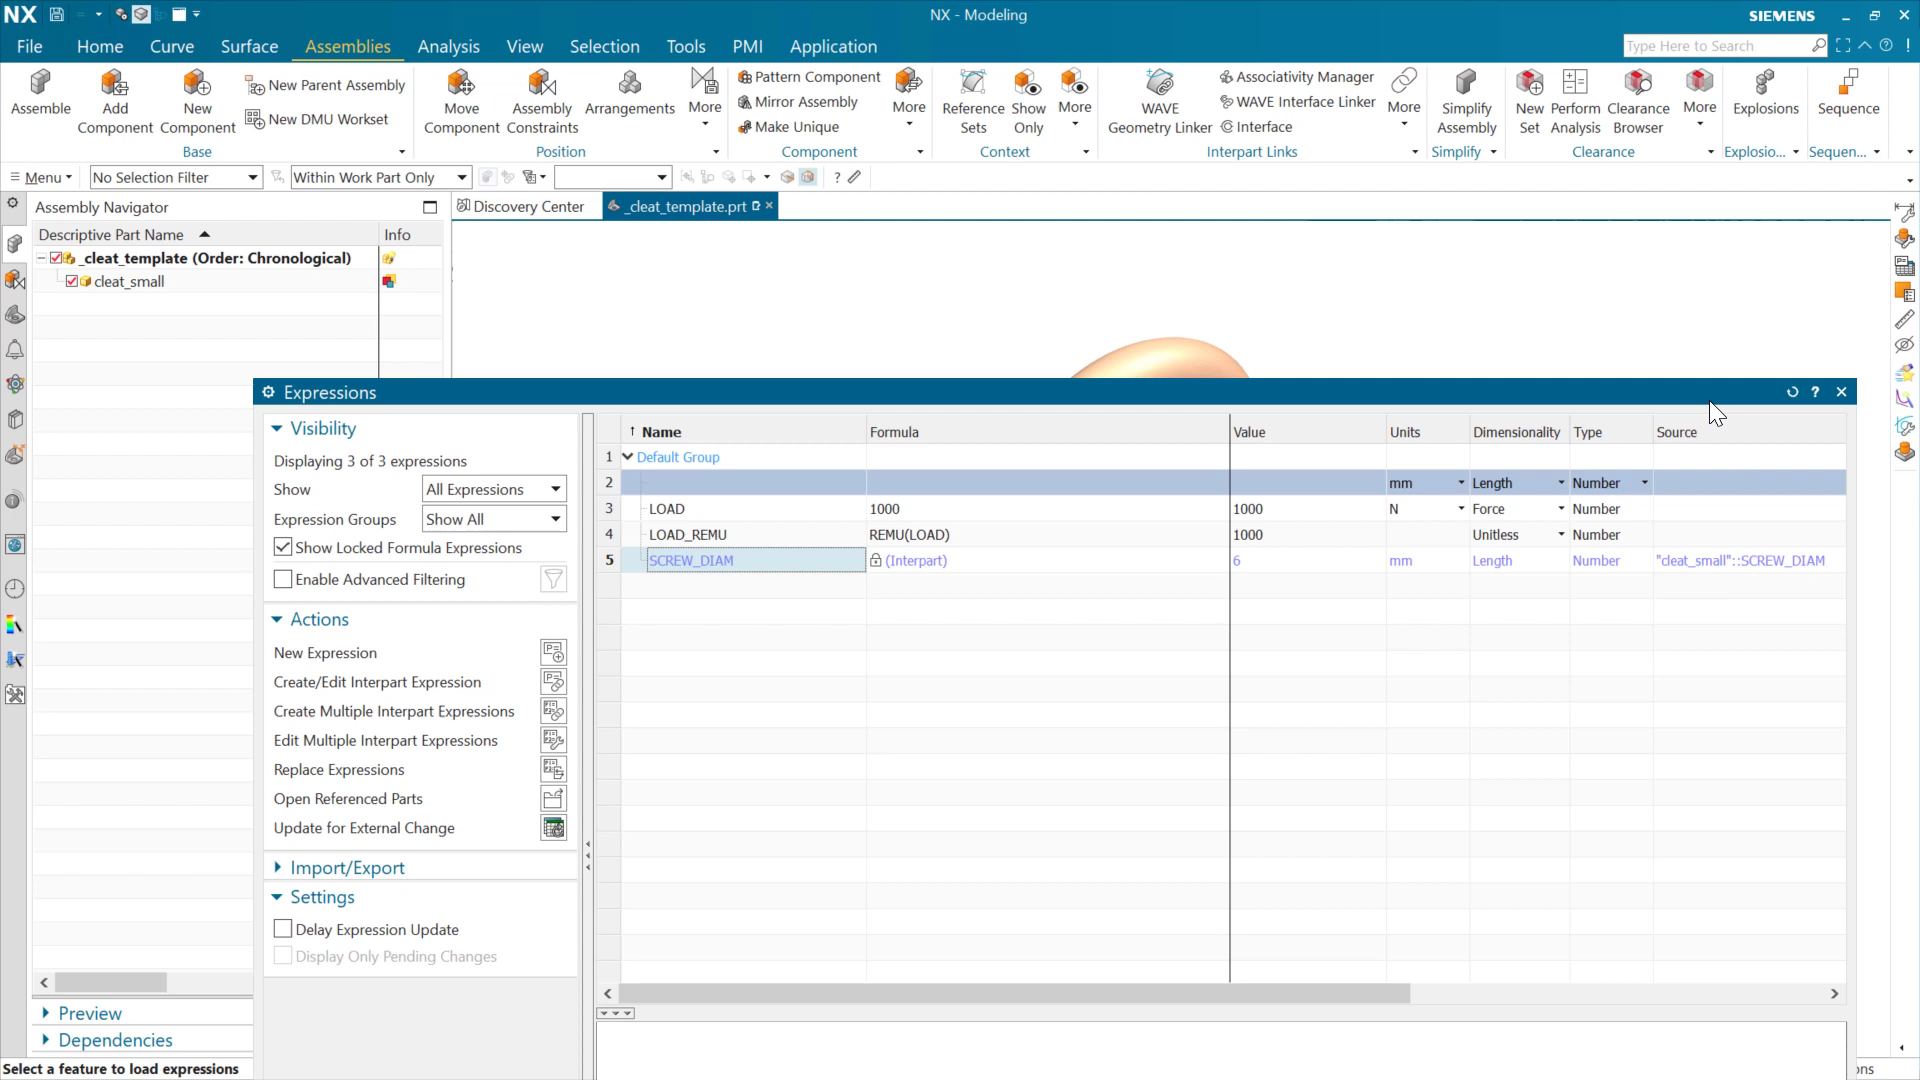 NX
NX - Modeling
SIEMENS
File
Home
Curve
Surface
Assemblies
Analysis
View
Selection
Tools
PMI
Application
Type Here to Search
Assemble
Add
Component
New
Component
New Parent Assembly
New DMU Workset
Base
Move
Component
Assembly
Constraints
Arrangements
More
Position
Pattern Component
Mirror Assembly
Make Unique
More
Component
Reference
Sets
Show
Only
More
Context
WAVE
Geometry Linker
Associativity Manager
WAVE Interface Linker
Interface
More
Interpart Links
Simplify
Assembly
Simplify
New
Set
Perform
Analysis
Clearance
Browser
More
Clearance
Explosions
Explosio...
Sequence
Sequen...
Menu
No Selection Filter
Within Work Part Only
Assembly Navigator
Discovery Center
_cleat_template.prt
Descriptive Part Name
Info
_cleat_template (Order: Chronological)
cleat_small
Expressions
Visibility
Displaying 3 of 3 expressions
Show
All Expressions
Expression Groups
Show All
Show Locked Formula Expressions
Enable Advanced Filtering
Actions
New Expression
Create/Edit Interpart Expression
Create Multiple Interpart Expressions
Edit Multiple Interpart Expressions
Replace Expressions
Open Referenced Parts
Update for External Change
Import/Export
Settings
Delay Expression Update
Display Only Pending Changes
↑ Name Formula Value Units Dimensionality Type Source
1 Default Group
2 mm Length Number
3 LOAD 1000 1000 N Force Number
4 LOAD_REMU REMU(LOAD) 1000 Unitless Number
5 SCREW_DIAM (Interpart) 6 mm Length Number "cleat_small"::SCREW_DIAM
Preview
Dependencies
Select a feature to load expressions
ons